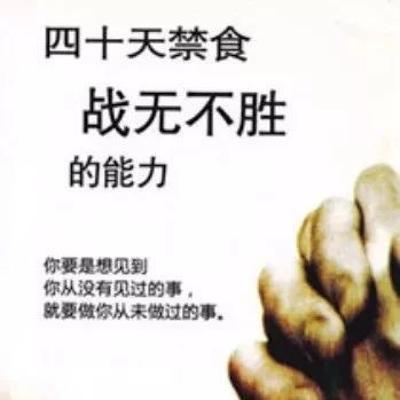 四十天禁食
战无不胜
的能力
你要是想见到
你从没有见过的事，
就要做你从未做过的事。